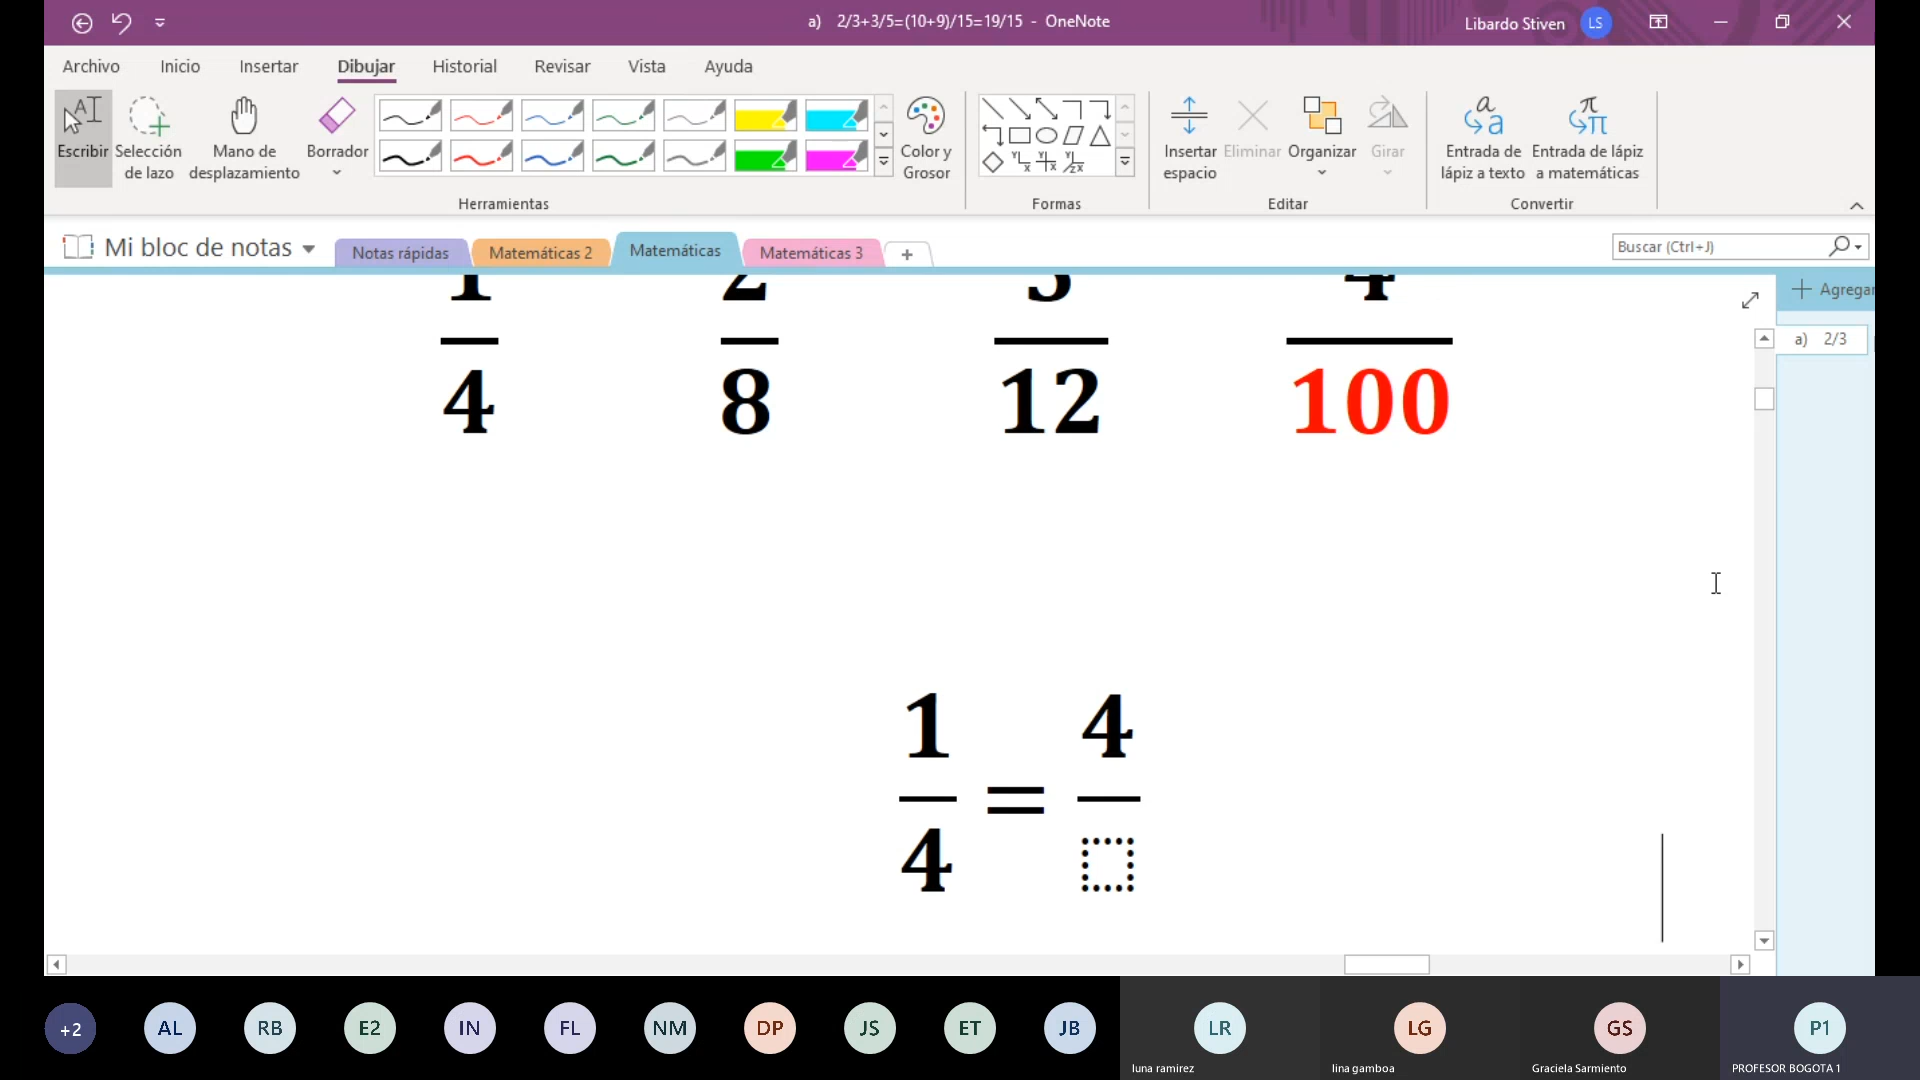 a) 2/3+3/5=(10+9)/15=19/15 - OneNote
Libardo Stiven LS
Archivo Inicio Insertar Dibujar Historial Revisar Vista Ayuda
Escribir
Selección de lazo
Mano de desplazamiento
Borrador
Color y Grosor
Insertar espacio
Eliminar
Organizar
Girar
Entrada de lápiz a texto
Entrada de lápiz a matemáticas
Herramientas Formas Editar Convertir
Mi bloc de notas
Notas rápidas Matemáticas 2 Matemáticas Matemáticas 3 +
Buscar (Ctrl+J)
Agregar
a) 2/3
1 2 3 4
4 8 12 100
1 = 4
4
+2 AL RB E2 IN FL NM DP JS ET JB LR LG GS P1
luna ramirez lina gamboa Graciela Sarmiento PROFESOR BOGOTA 1